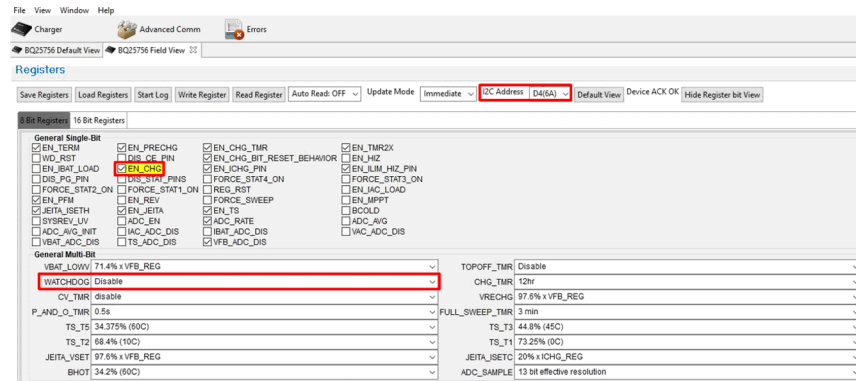 File View Window Help
Charger Advanced Comm Errors
BQ25756 Default View BQ25756 Field View
Registers
Save Registers Load Registers Start Log Write Register Read Register Auto Read: OFF Update Mode Immediate I2C Address D4(6A) Default View Device ACK OK Hide Register bit View
8 Bit Registers 16 Bit Registers
General Single-Bit
EN_TERM EN_PRECHG EN_CHG_TMR EN_TMR2X
WD_RST DIS_CE_PIN EN_CHG_BIT_RESET_BEHAVIOR EN_HIZ
EN_IBAT_LOAD EN_CHG EN_ICHG_PIN EN_ILIM_HIZ_PIN
DIS_PG_PIN DIS_STAT_PINS FORCE_STAT4_ON FORCE_STAT3_ON
FORCE_STAT2_ON FORCE_STAT1_ON REG_RST EN_IAC_LOAD
EN_PFM EN_REV FORCE_SWEEP EN_MPPT
JEITA_ISETH EN_JEITA EN_TS BCOLD
SYSREV_UV ADC_EN ADC_RATE ADC_AVG
ADC_AVG_INIT IAC_ADC_DIS IBAT_ADC_DIS VAC_ADC_DIS
VBAT_ADC_DIS TS_ADC_DIS VFB_ADC_DIS
General Multi-Bit
VBAT_LOWV 71.4% x VFB_REG TOPOFF_TMR Disable
WATCHDOG Disable CHG_TMR 12hr
CV_TMR disable VRECHG 97.6% x VFB_REG
P_AND_O_TMR 0.5s FULL_SWEEP_TMR 3 min
TS_T5 34.375% (60C) TS_T3 44.8% (45C)
TS_T2 68.4% (10C) TS_T1 73.25% (0C)
JEITA_VSET 97.6% x VFB_REG JEITA_ISETC 20% x ICHG_REG
BHOT 34.2% (60C) ADC_SAMPLE 13 bit effective resolution